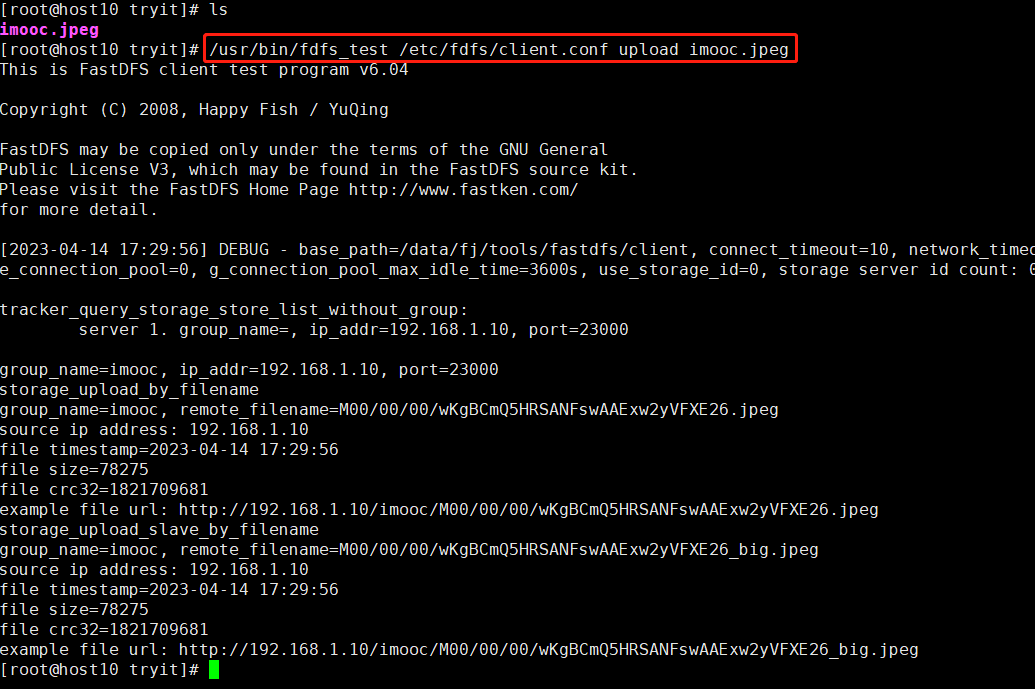 [root@host10 tryit]# ls
imooc.jpeg
[root@host10 tryit]# /usr/bin/fdfs_test /etc/fdfs/client.conf upload imooc.jpeg
This is FastDFS client test program v6.04
Copyright (C) 2008, Happy Fish / YuQing
FastDFS may be copied only under the terms of the GNU General
Public License V3, which may be found in the FastDFS source kit.
Please visit the FastDFS Home Page http://www.fastken.com/
for more detail.
[2023-04-14 17:29:56] DEBUG - base_path=/data/fj/tools/fastdfs/client, connect_timeout=10, network_timeo
e_connection_pool=0, g_connection_pool_max_idle_time=3600s, use_storage_id=0, storage server id count: 0
tracker_query_storage_store_list_without_group:
server 1. group_name=, ip_addr=192.168.1.10, port=23000
group_name=imooc, ip_addr=192.168.1.10, port=23000
storage_upload_by_filename
group_name=imooc, remote_filename=M00/00/00/wKgBCmQ5HRSANFswAAExw2yVFXE26.jpeg
source ip address: 192.168.1.10
file timestamp=2023-04-14 17:29:56
file size=78275
file crc32=1821709681
example file url: http://192.168.1.10/imooc/M00/00/00/wKgBCmQ5HRSANFswAAExw2yVFXE26.jpeg
storage_upload_slave_by_filename
group_name=imooc, remote_filename=M00/00/00/wKgBCmQ5HRSANFswAAExw2yVFXE26_big.jpeg
source ip address: 192.168.1.10
file timestamp=2023-04-14 17:29:56
file size=78275
file crc32=1821709681
example file url: http://192.168.1.10/imooc/M00/00/00/wKgBCmQ5HRSANFswAAExw2yVFXE26_big.jpeg
[root@host10 tryit]#